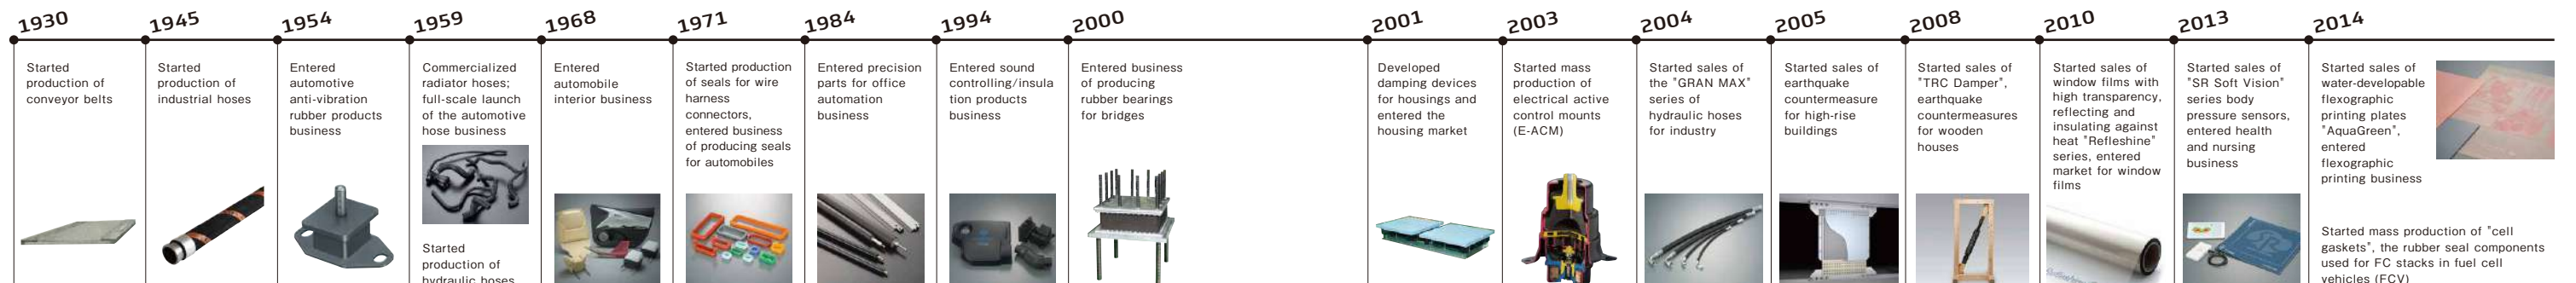 1930
Started
production of
conveyor belts
1945
Started
production of
industrial hoses
1954
Entered
automotive
anti-vibration
rubber products
business
1959
Commercialized
radiator hoses;
full-scale launch
of the automotive
hose business
Started
production of
hydraulic hoses
1968
Entered
automobile
interior business
1971
Started production
of seals for wire
harness
connectors,
entered business
of producing seals
for automobiles
1984
Entered precision
parts for office
automation
business
1994
Entered sound
controlling/insula
tion products
business
2000
Entered business
of producing
rubber bearings
for bridges
2001
Developed
damping devices
for housings and
entered the
housing market
2003
Started mass
production of
electrical active
control mounts
(E-ACM)
2004
Started sales of
the "GRAN MAX"
series of
hydraulic hoses
for industry
2005
Started sales of
earthquake
countermeasure
for high-rise
buildings
2008
Started sales of
"TRC Damper",
earthquake
countermeasures
for wooden
houses
2010
Started sales of
window films with
high transparency,
reflecting and
insulating against
heat "Refleshine"
series, entered
market for window
films
2013
Started sales of
"SR Soft Vision"
series body
pressure sensors,
entered health
and nursing
business
2014
Started sales of
water-developable
flexographic
printing plates
"AquaGreen",
entered
flexographic
printing business
Started mass production of "cell
gaskets", the rubber seal components
used for FC stacks in fuel cell
vehicles (FCV)